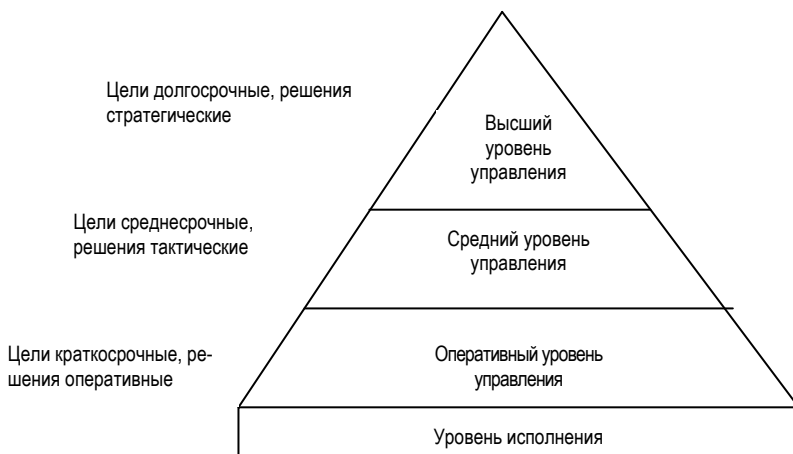 Цели долгосрочные, решения
стратегические
Высший
уровень
управления
Цели среднесрочные,
решения тактические
Средний уровень
управления
Цели краткосрочные, ре-
шения оперативные
Оперативный уровень
управления
Уровень исполнения